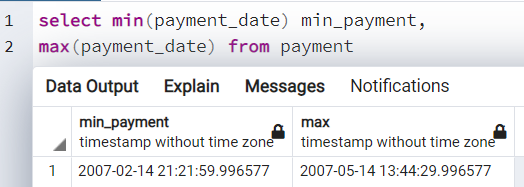 1 select min(payment_date) min_payment,
2 max(payment_date) from payment
Data Output Explain Messages Notifications
min_payment max
timestamp without time zone timestamp without time zone
1 2007-02-14 21:21:59.996577 2007-05-14 13:44:29.996577